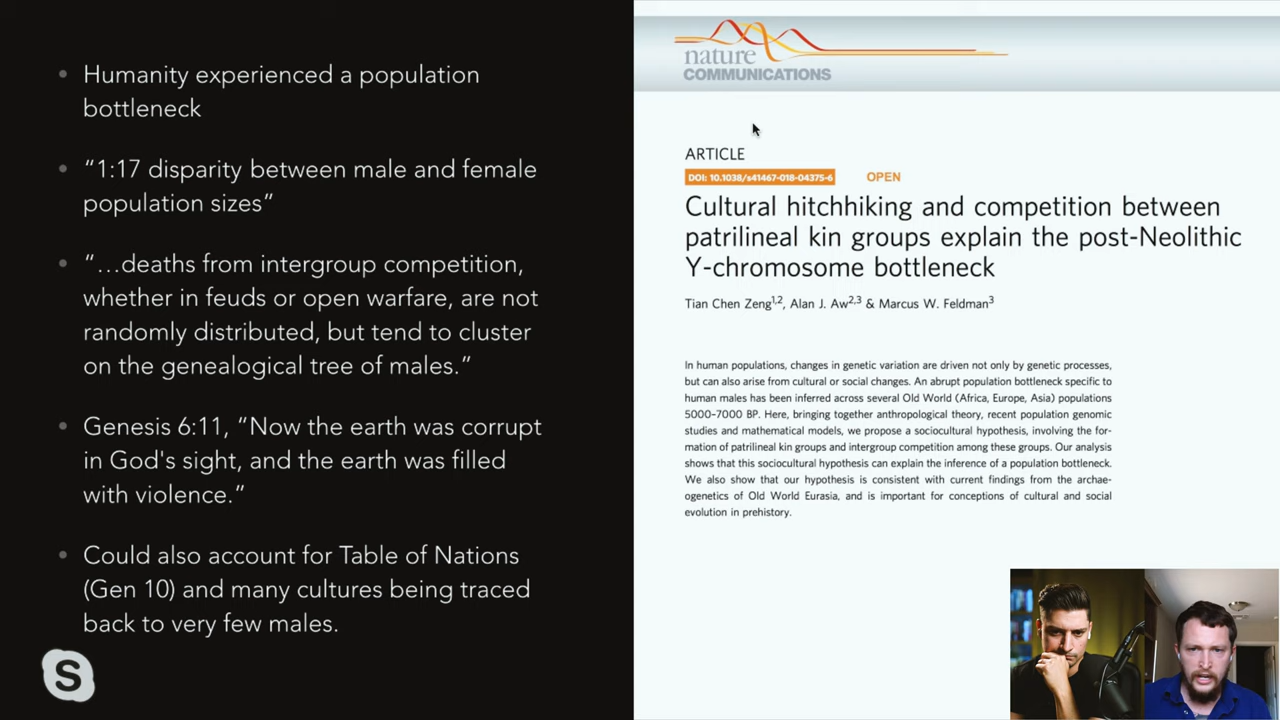 • Humanity experienced a population
bottleneck
• “1:17 disparity between male and female
population sizes”
• “…deaths from intergroup competition,
whether in feuds or open warfare, are not
randomly distributed, but tend to cluster
on the genealogical tree of males.”
• Genesis 6:11, “Now the earth was corrupt
in God's sight, and the earth was filled
with violence.”
• Could also account for Table of Nations
(Gen 10) and many cultures being traced
back to very few males.
S
nature
COMMUNICATIONS
ARTICLE
DOI: 10.1038/s41467-018-04375-6 OPEN
Cultural hitchhiking and competition between
patrilineal kin groups explain the post-Neolithic
Y-chromosome bottleneck
Tian Chen Zeng1,2, Alan J. Aw2,3 & Marcus W. Feldman3
In human populations, changes in genetic variation are driven not only by genetic processes,
but can also arise from cultural or social changes. An abrupt population bottleneck specific to
human males has been inferred across several Old World (Africa, Europe, Asia) populations
5000–7000 BP. Here, bringing together anthropological theory, recent population genomic
studies and mathematical models, we propose a sociocultural hypothesis, involving the for-
mation of patrilineal kin groups and intergroup competition among these groups. Our analysis
shows that this sociocultural hypothesis can explain the inference of a population bottleneck.
We also show that our hypothesis is consistent with current findings from the archae-
ogenetics of Old World Eurasia, and is important for conceptions of cultural and social
evolution in prehistory.